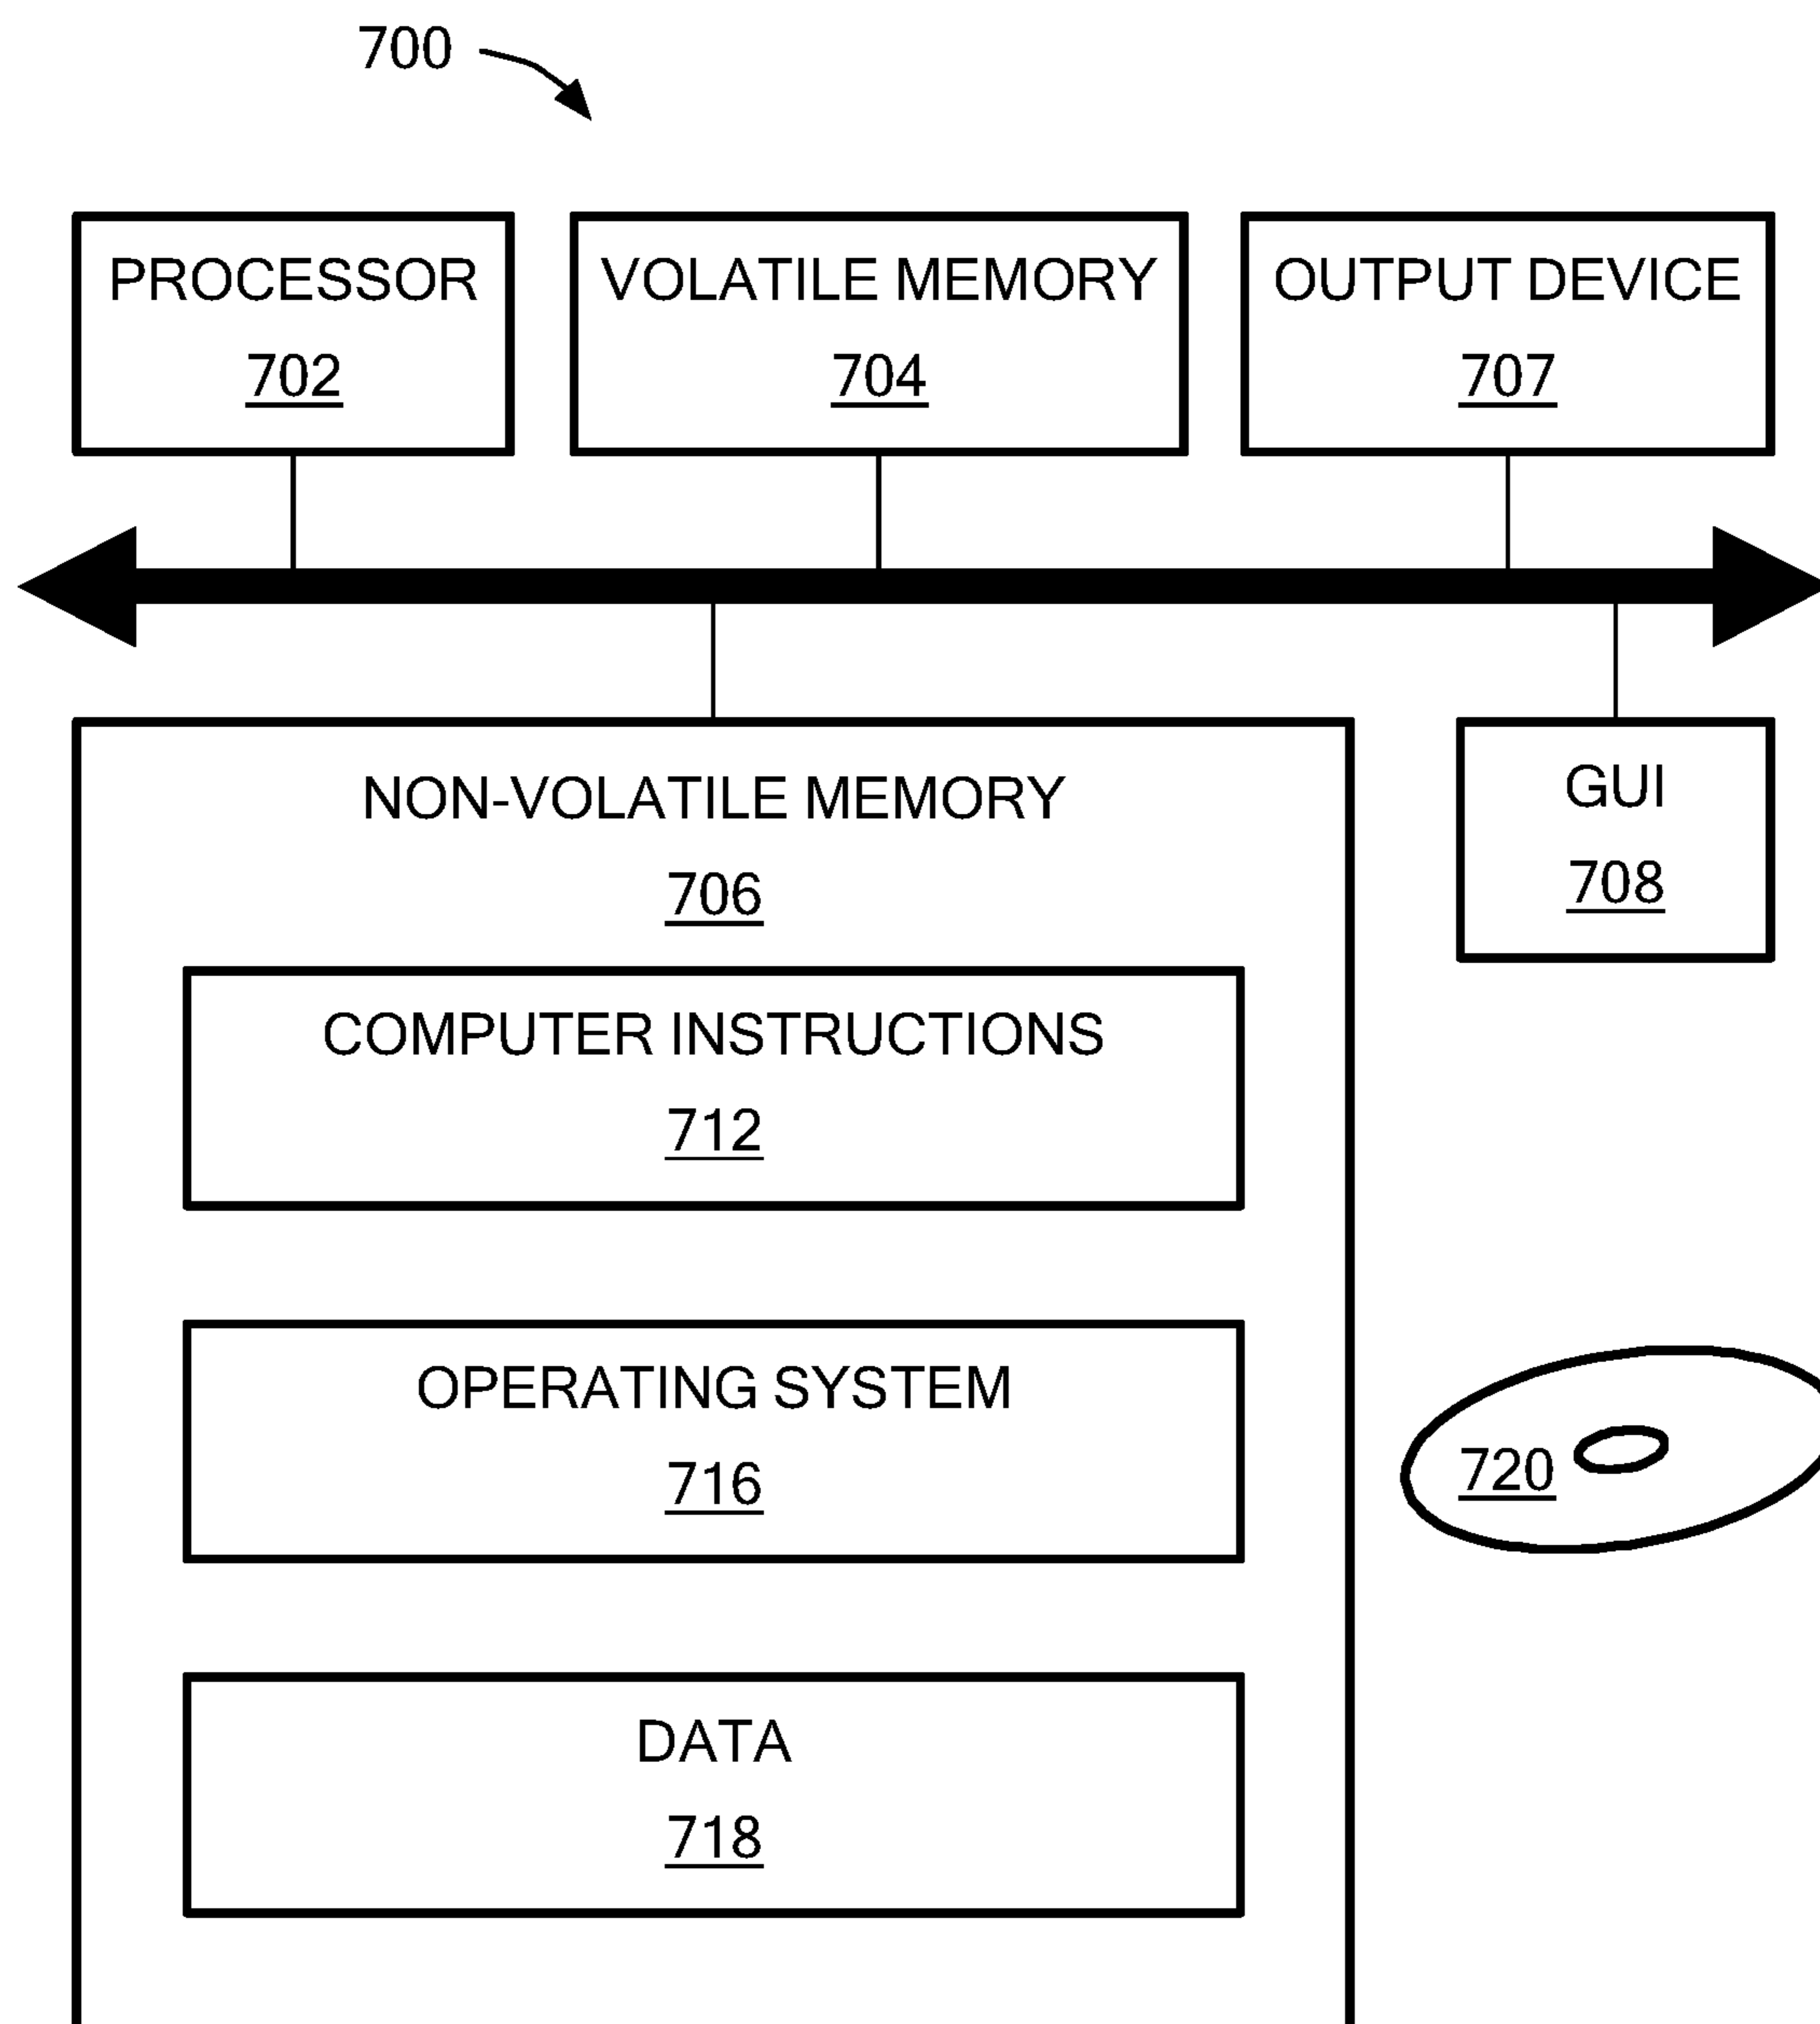 700
PROCESSOR
702
VOLATILE MEMORY
704
OUTPUT DEVICE
707
NON-VOLATILE MEMORY
706
GUI
708
COMPUTER INSTRUCTIONS
712
OPERATING SYSTEM
716
720
DATA
718